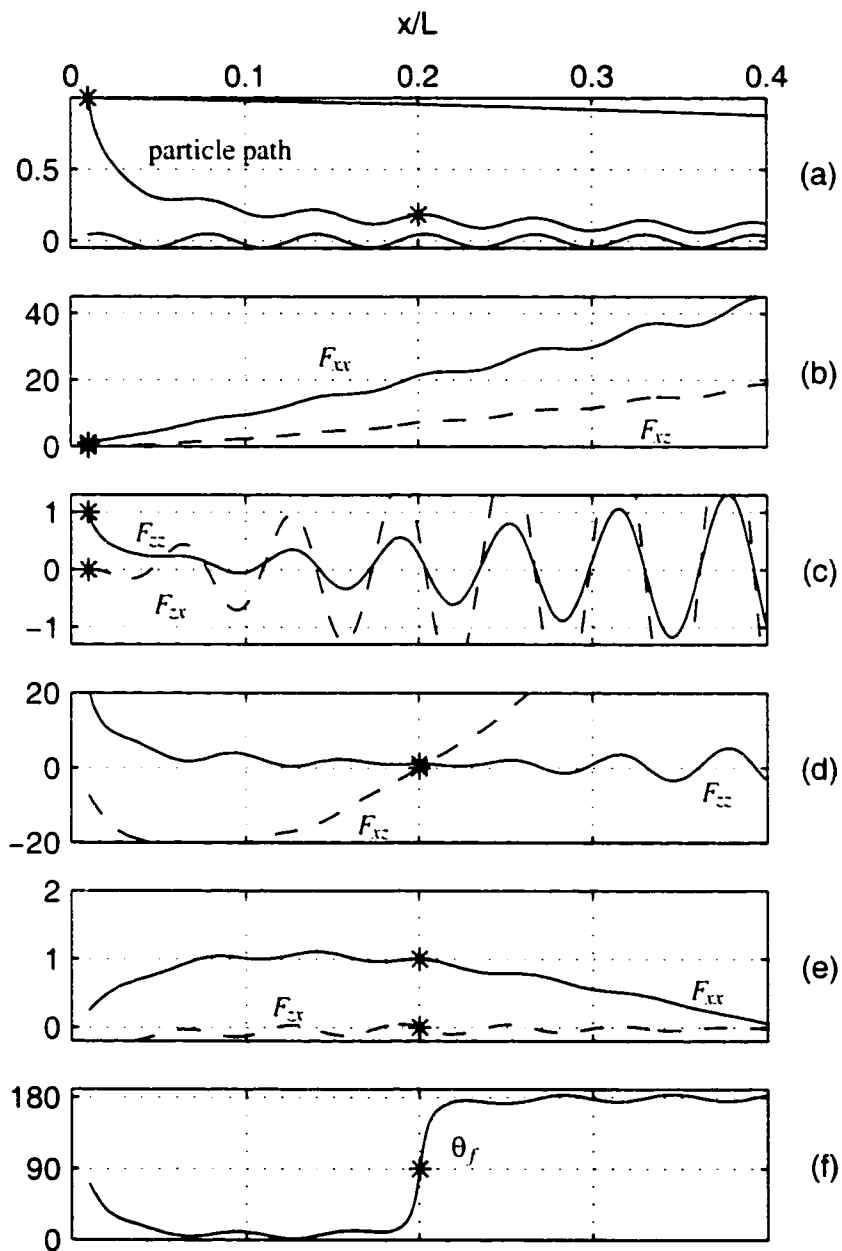 x/L
0 0.1 0.2 0.3 0.4
0.5
0
particle path
(a)
40
20
0
F_xx
F_xz
(b)
1
0
-1
F_zz
F_zx
(c)
20
0
-20
F_xz
F_zz
(d)
2
1
0
F_zx
F_xx
(e)
180
90
0
θ_f
(f)